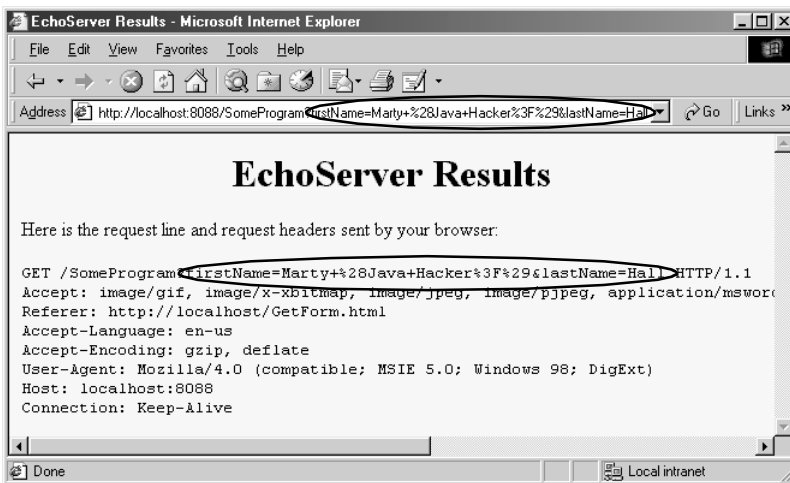 EchoServer Results - Microsoft Internet Explorer
File Edit View Favorites Tools Help
Address http://localhost:8088/SomeProgram?firstName=Marty+%28Java+Hacker%3F%29&lastName=Hall Go Links »
EchoServer Results
Here is the request line and request headers sent by your browser:
GET /SomeProgram?firstName=Marty+%28Java+Hacker%3F%29&lastName=Hall HTTP/1.1
Accept: image/gif, image/x-xbitmap, image/jpeg, image/pjpeg, application/msword
Referer: http://localhost/GetForm.html
Accept-Language: en-us
Accept-Encoding: gzip, deflate
User-Agent: Mozilla/4.0 (compatible; MSIE 5.0; Windows 98; DigExt)
Host: localhost:8088
Connection: Keep-Alive
Done Local intranet